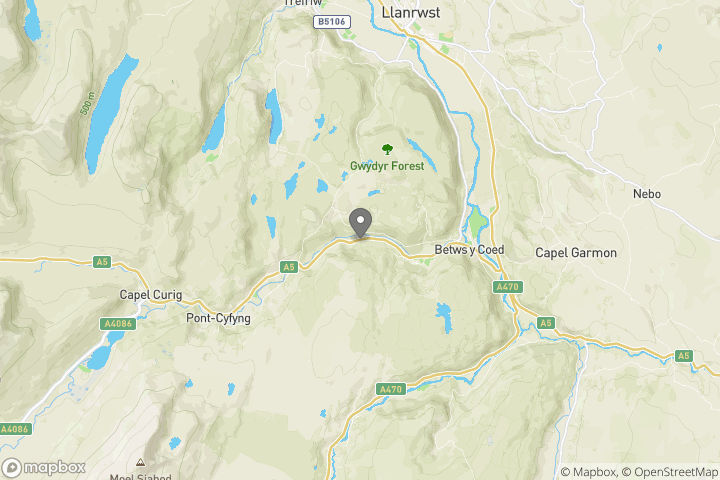 Trefriw
Llanrwst
B5106
500 m
Gwydyr Forest
Nebo
Betws y Coed
Capel Garmon
A5
A5
Capel Curig
A470
Pont-Cyfyng
A4086
A5
A5
A470
A4086
Moel Siabod
mapbox
© Mapbox, © OpenStreetMap